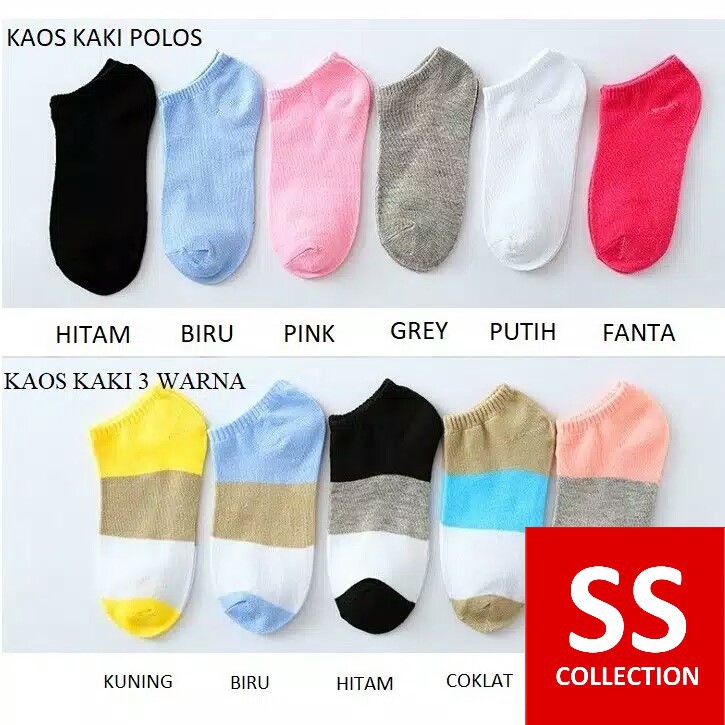 KAOS KAKI POLOS
HITAM BIRU PINK GREY PUTIH FANTA
KAOS KAKI 3 WARNA
KUNING BIRU HITAM COKLAT
SS
COLLECTION